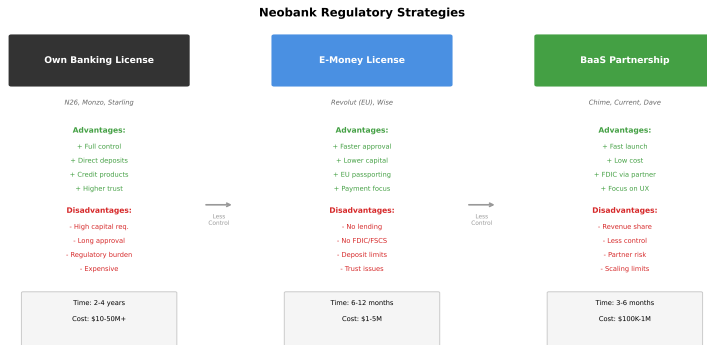 Neobank Regulatory Strategies
Own Banking License
N26, Monzo, Starling
Advantages:
+ Full control
+ Direct deposits
+ Credit products
+ Higher trust
Disadvantages:
- High capital req.
- Long approval
- Regulatory burden
- Expensive
Time: 2-4 years
Cost: $10-50M+
Less
Control
E-Money License
Revolut (EU), Wise
Advantages:
+ Faster approval
+ Lower capital
+ EU passporting
+ Payment focus
Disadvantages:
- No lending
- No FDIC/FSCS
- Deposit limits
- Trust issues
Time: 6-12 months
Cost: $1-5M
Less
Control
BaaS Partnership
Chime, Current, Dave
Advantages:
+ Fast launch
+ Low cost
+ FDIC via partner
+ Focus on UX
Disadvantages:
- Revenue share
- Less control
- Partner risk
- Scaling limits
Time: 3-6 months
Cost: $100K-1M